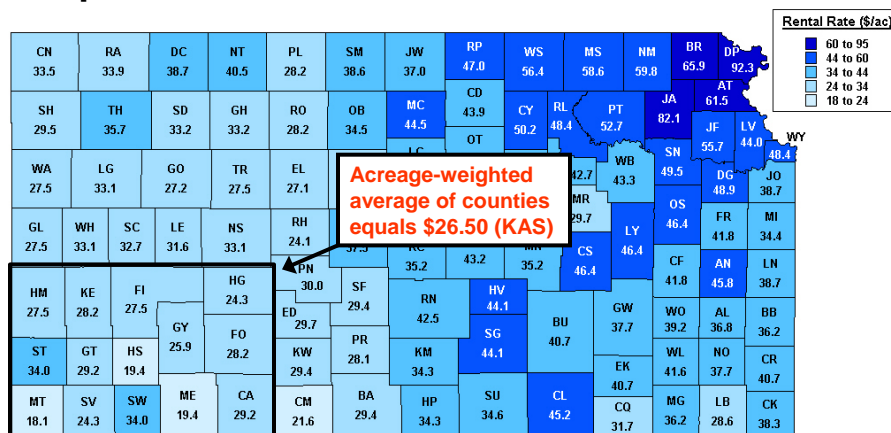 Rental Rate ($/ac)
60 to 95
44 to 60
34 to 44
24 to 34
18 to 24
CN RA DC NT PL SM JW RP WS MS NM BR DP
33.5 33.9 38.7 40.5 28.2 38.6 37.0 47.0 56.4 58.6 59.8 65.9 92.3
SH TH SD GH RO OB MC CD CY RL PT JA AT
29.5 35.7 33.2 33.2 28.2 34.5 44.5 43.9 50.2 48.4 52.7 82.1 61.5
OT JF LV WY
55.7 44.0 48.4
WA LG GO TR EL WB SN DG JO
27.5 33.1 27.2 27.5 27.1 42.7 43.3 49.5 48.9 38.7
Acreage-weighted
average of counties
equals $26.50 (KAS)
MR
29.7
GL WH SC LE NS RH CS LY OS FR MI
27.5 33.1 32.7 31.6 33.1 24.1 35.2 43.2 35.2 46.4 46.4 46.4 41.8 34.4
PN CF AN LN
30.0 41.8 45.8 38.7
HM KE FI HG SF RN HV
27.5 28.2 27.5 24.3 29.4 42.5 44.1
GY FO ED SG BU GW WO AL BB
25.9 28.2 29.7 44.1 40.7 37.7 39.2 36.8 36.2
ST GT HS KW PR KM EK WL NO CR
34.0 29.2 19.4 29.4 28.1 34.3 40.7 41.6 37.7 40.7
MT SV SW ME CA CM BA HP SU CL CQ MG LB CK
18.1 24.3 34.0 19.4 29.2 21.6 29.4 34.3 34.6 45.2 31.7 36.2 28.6 38.3